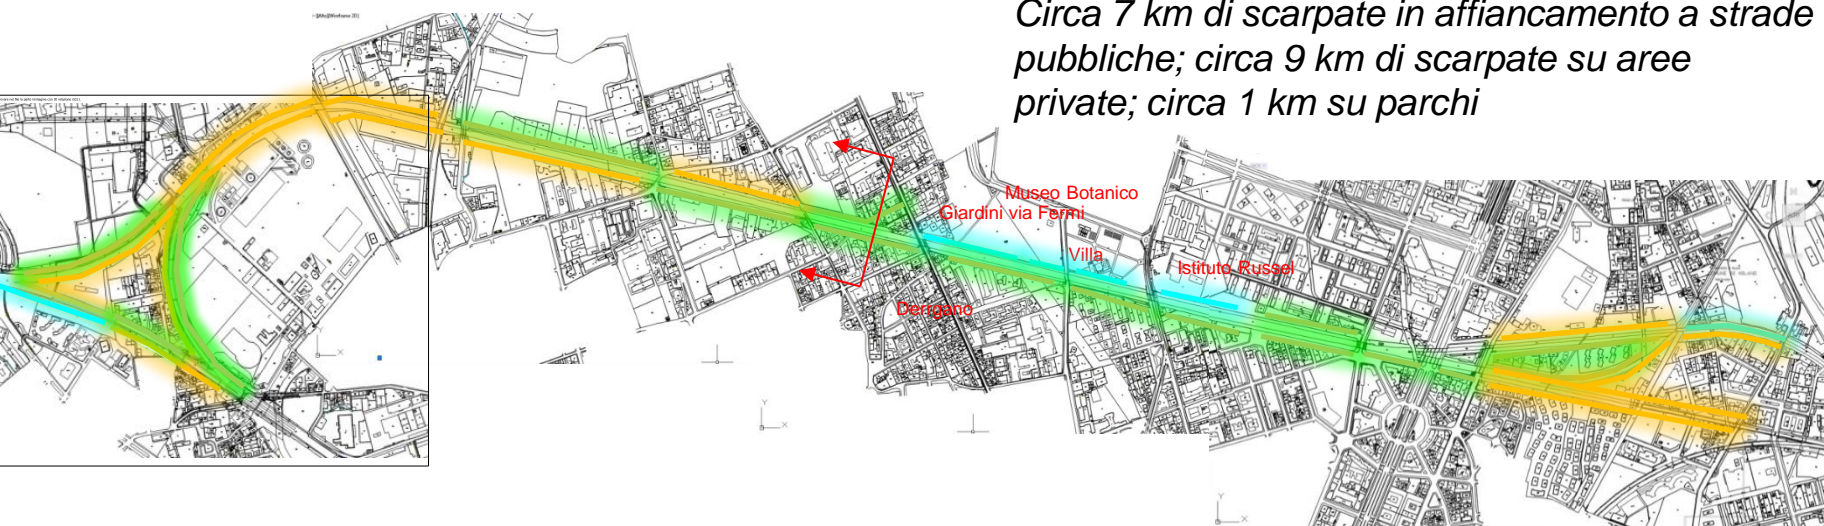 Circa 7 km di scarpate in affiancamento a strade
pubbliche; circa 9 km di scarpate su aree
private; circa 1 km su parchi
Museo Botanico
Giardini via Fermi
Villa
Istituto Russel
Derrgano
Y
X
Y
X
X